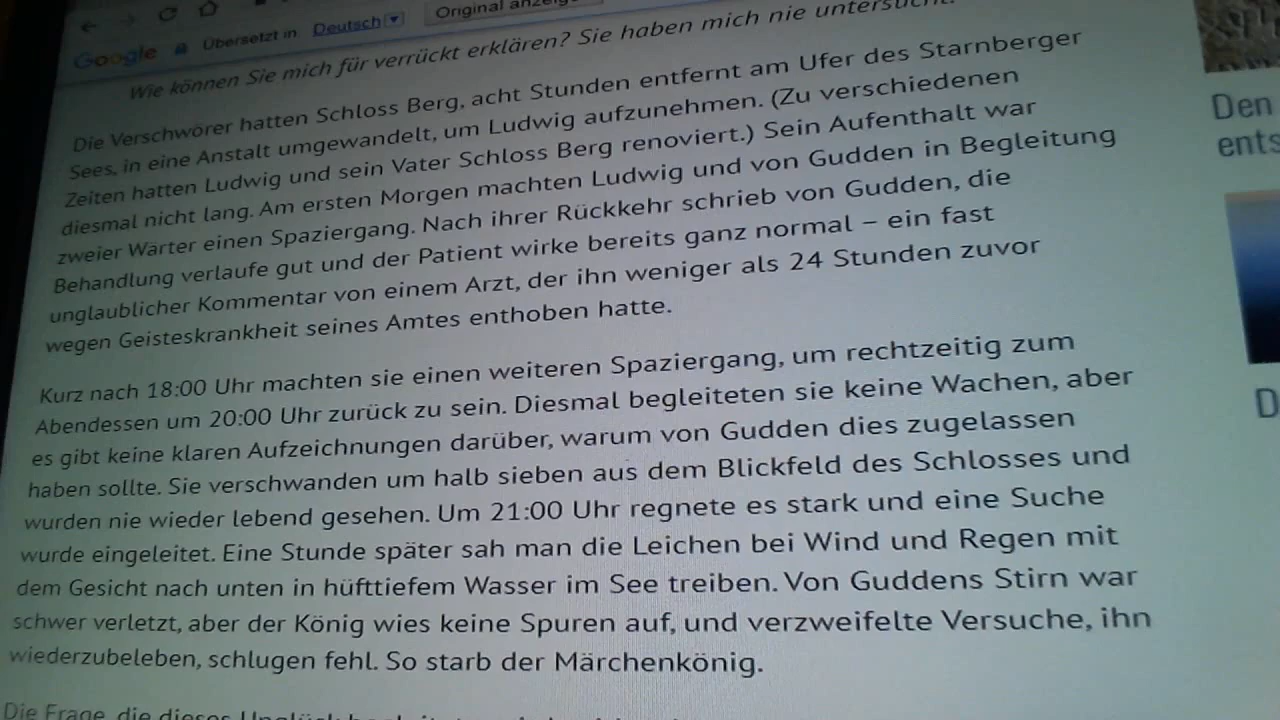 Google Übersetzt in Deutsch Original
Wie können Sie mich für verrückt erklären? Sie haben mich nie untersucht.
Die Verschwörer hatten Schloss Berg, acht Stunden entfernt am Ufer des Starnberger
Sees, in eine Anstalt umgewandelt, um Ludwig aufzunehmen. (Zu verschiedenen
Zeiten hatten Ludwig und sein Vater Schloss Berg renoviert.) Sein Aufenthalt war
diesmal nicht lang. Am ersten Morgen machten Ludwig und von Gudden in Begleitung
zweier Wärter einen Spaziergang. Nach ihrer Rückkehr schrieb von Gudden, die
Behandlung verlaufe gut und der Patient wirke bereits ganz normal – ein fast
unglaublicher Kommentar von einem Arzt, der ihn weniger als 24 Stunden zuvor
wegen Geisteskrankheit seines Amtes enthoben hatte.
Kurz nach 18:00 Uhr machten sie einen weiteren Spaziergang, um rechtzeitig zum
Abendessen um 20:00 Uhr zurück zu sein. Diesmal begleiteten sie keine Wachen, aber
es gibt keine klaren Aufzeichnungen darüber, warum von Gudden dies zugelassen
haben sollte. Sie verschwanden um halb sieben aus dem Blickfeld des Schlosses und
wurden nie wieder lebend gesehen. Um 21:00 Uhr regnete es stark und eine Suche
wurde eingeleitet. Eine Stunde später sah man die Leichen bei Wind und Regen mit
dem Gesicht nach unten in hüfttiefem Wasser im See treiben. Von Guddens Stirn war
schwer verletzt, aber der König wies keine Spuren auf, und verzweifelte Versuche, ihn
wiederzubeleben, schlugen fehl. So starb der Märchenkönig.
Die Frage, die dieses
Den
ents
D